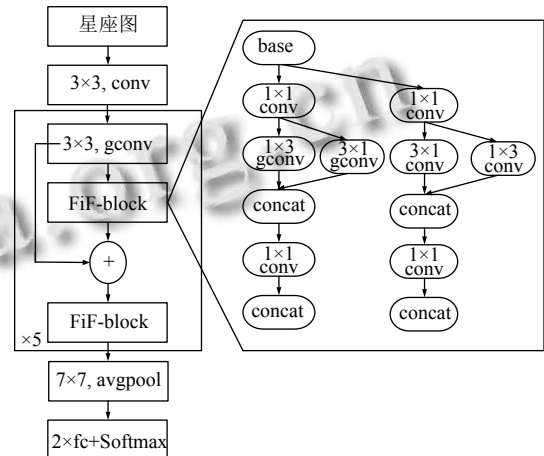 星座图
3×3, conv
3×3, gconv
FiF-block
+
FiF-block
×5
7×7, avgpool
2×fc+Softmax
base
1×1
conv
1×3
gconv
3×1
gconv
concat
1×1
conv
concat
1×1
conv
3×1
conv
1×3
conv
concat
1×1
conv
concat